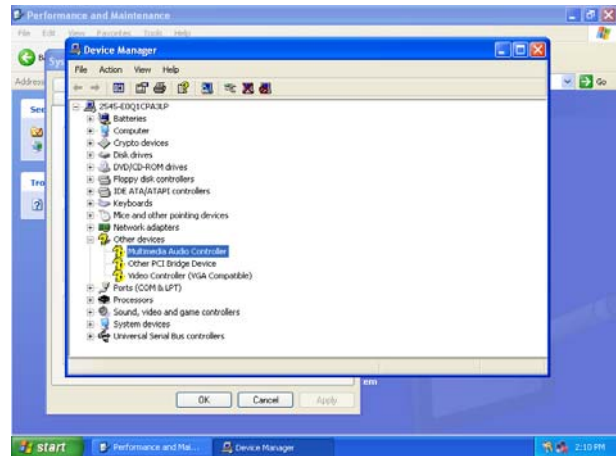 Performance and Maintenance
File Edit View Favorites Tools Help
Device Manager
File Action View Help
Address
Go
2545-E0Q1CPA3LP
Batteries
Computer
Crypto devices
Disk drives
DVD/CD-ROM drives
Floppy disk controllers
IDE ATA/ATAPI controllers
Keyboards
Mice and other pointing devices
Network adapters
Other devices
Multimedia Audio Controller
Other PCI Bridge Device
Video Controller (VGA Compatible)
Ports (COM & LPT)
Processors
Sound, video and game controllers
System devices
Universal Serial Bus controllers
OK Cancel Apply
start
Performance and Mai...
Device Manager
2:10 PM